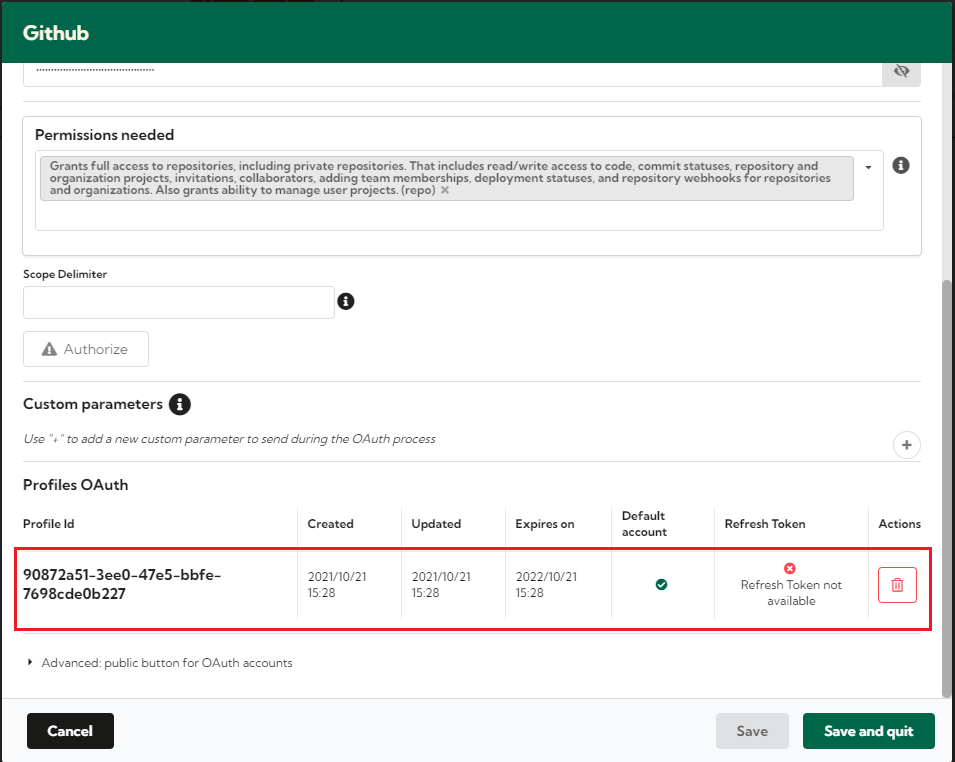 Github
Permissions needed
Grants full access to repositories, including private repositories. That includes read/write access to code, commit statuses, repository and
organization projects, invitations, collaborators, adding team memberships, deployment statuses, and repository webhooks for repositories
and organizations. Also grants ability to manage user projects. (repo)
Scope Delimiter
Authorize
Custom parameters
Use "+" to add a new custom parameter to send during the OAuth process
Profiles OAuth
Profile Id Created Updated Expires on Default account Refresh Token Actions
90872a51-3ee0-47e5-bbfe-
7698cde0b227
2021/10/21
15:28
2021/10/21
15:28
2022/10/21
15:28
Refresh Token not
available
Advanced: public button for OAuth accounts
Cancel
Save
Save and quit